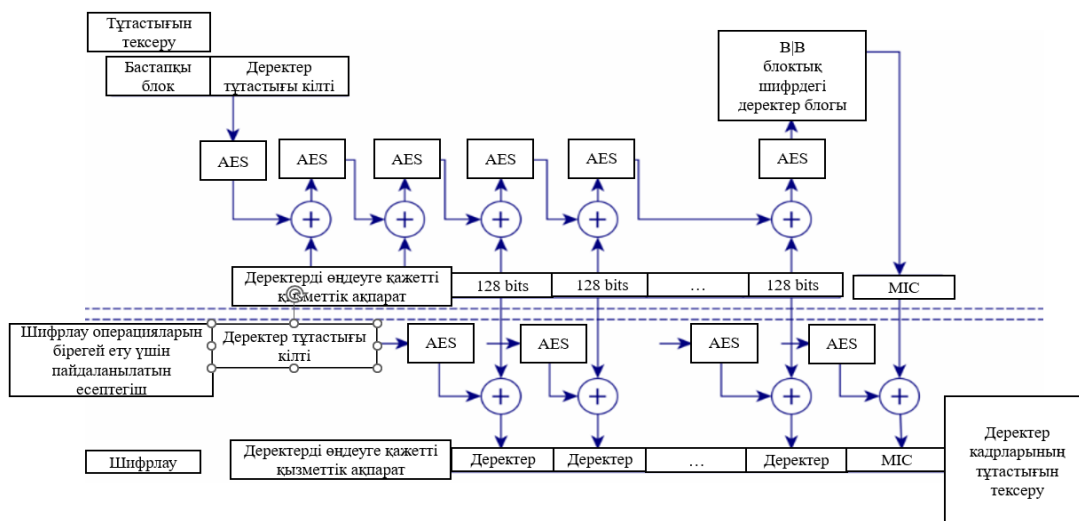 Тұтастығын
тексеру
Бастапқы
блок
Деректер
тұтастығы кілті
B|B
блоктық
шифрдегі
деректер блогы
AES
AES
AES
AES
AES
AES
Деректерді өңдеуге қажетті
қызметтік ақпарат
128 bits
128 bits
...
128 bits
MIC
Шифрлау операцияларын
бірегей ету үшін
пайдаланылатын
есептегіш
Деректер тұтастығы
кілті
AES
AES
AES
AES
Шифрлау
Деректерді өңдеуге қажетті
қызметтік ақпарат
Деректер
Деректер
...
Деректер
MIC
Деректер
кадрларының
тұтастығын
тексеру